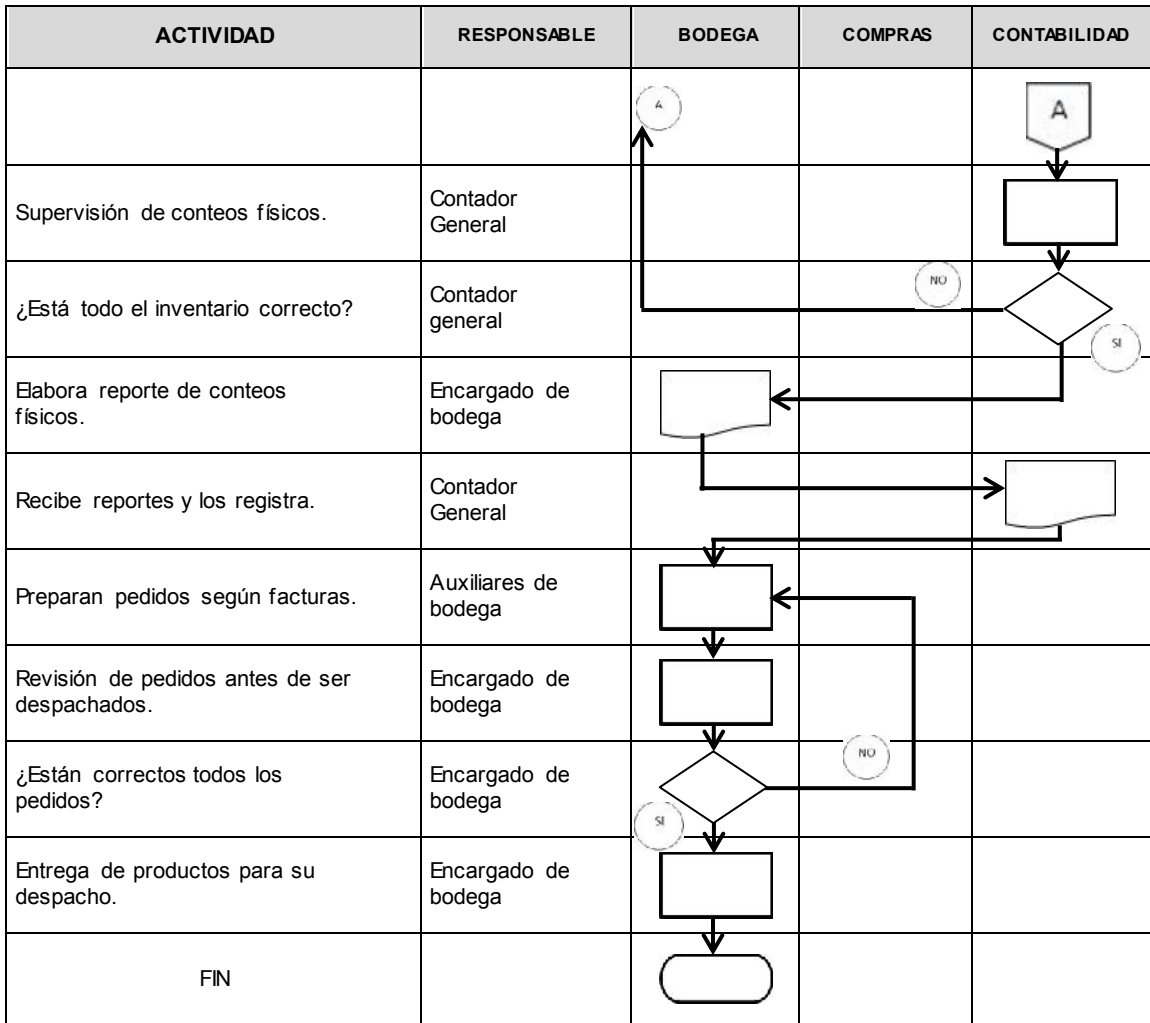 ACTIVIDAD RESPONSABLE BODEGA COMPRAS CONTABILIDAD
A A
Supervisión de conteos físicos. Contador
General
¿Está todo el inventario correcto? Contador
general
NO
SI
Elabora reporte de conteos
físicos.
Encargado de
bodega
Recibe reportes y los registra. Contador
General
Preparan pedidos según facturas. Auxiliares de
bodega
Revisión de pedidos antes de ser
despachados.
Encargado de
bodega
¿Están correctos todos los
pedidos?
Encargado de
bodega
NO
SI
Entrega de productos para su
despacho.
Encargado de
bodega
FIN